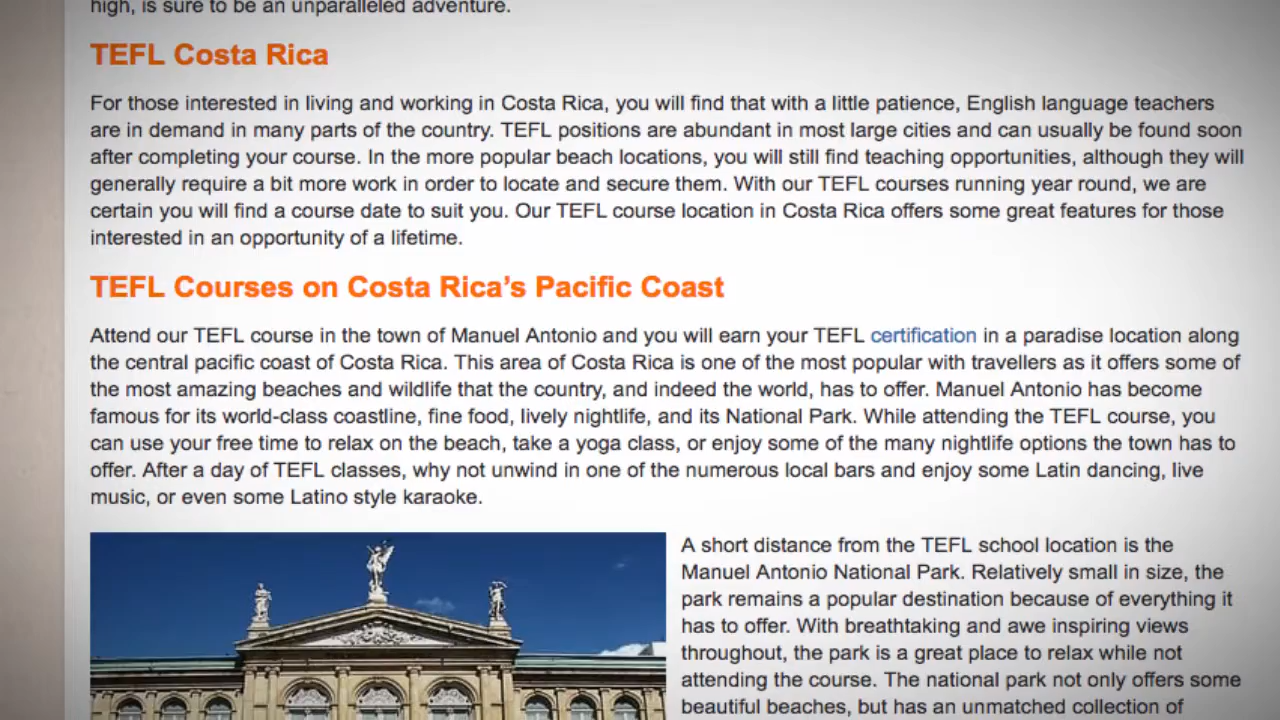 high, is sure to be an unparalleled adventure.
TEFL Costa Rica
For those interested in living and working in Costa Rica, you will find that with a little patience, English language teachers
are in demand in many parts of the country. TEFL positions are abundant in most large cities and can usually be found soon
after completing your course. In the more popular beach locations, you will still find teaching opportunities, although they will
generally require a bit more work in order to locate and secure them. With our TEFL courses running year round, we are
certain you will find a course date to suit you. Our TEFL course location in Costa Rica offers some great features for those
interested in an opportunity of a lifetime.
TEFL Courses on Costa Rica’s Pacific Coast
Attend our TEFL course in the town of Manuel Antonio and you will earn your TEFL certification in a paradise location along
the central pacific coast of Costa Rica. This area of Costa Rica is one of the most popular with travellers as it offers some of
the most amazing beaches and wildlife that the country, and indeed the world, has to offer. Manuel Antonio has become
famous for its world-class coastline, fine food, lively nightlife, and its National Park. While attending the TEFL course, you
can use your free time to relax on the beach, take a yoga class, or enjoy some of the many nightlife options the town has to
offer. After a day of TEFL classes, why not unwind in one of the numerous local bars and enjoy some Latin dancing, live
music, or even some Latino style karaoke.
A short distance from the TEFL school location is the
Manuel Antonio National Park. Relatively small in size, the
park remains a popular destination because of everything it
has to offer. With breathtaking and awe inspiring views
throughout, the park is a great place to relax while not
attending the course. The national park not only offers some
beautiful beaches, but has an unmatched collection of